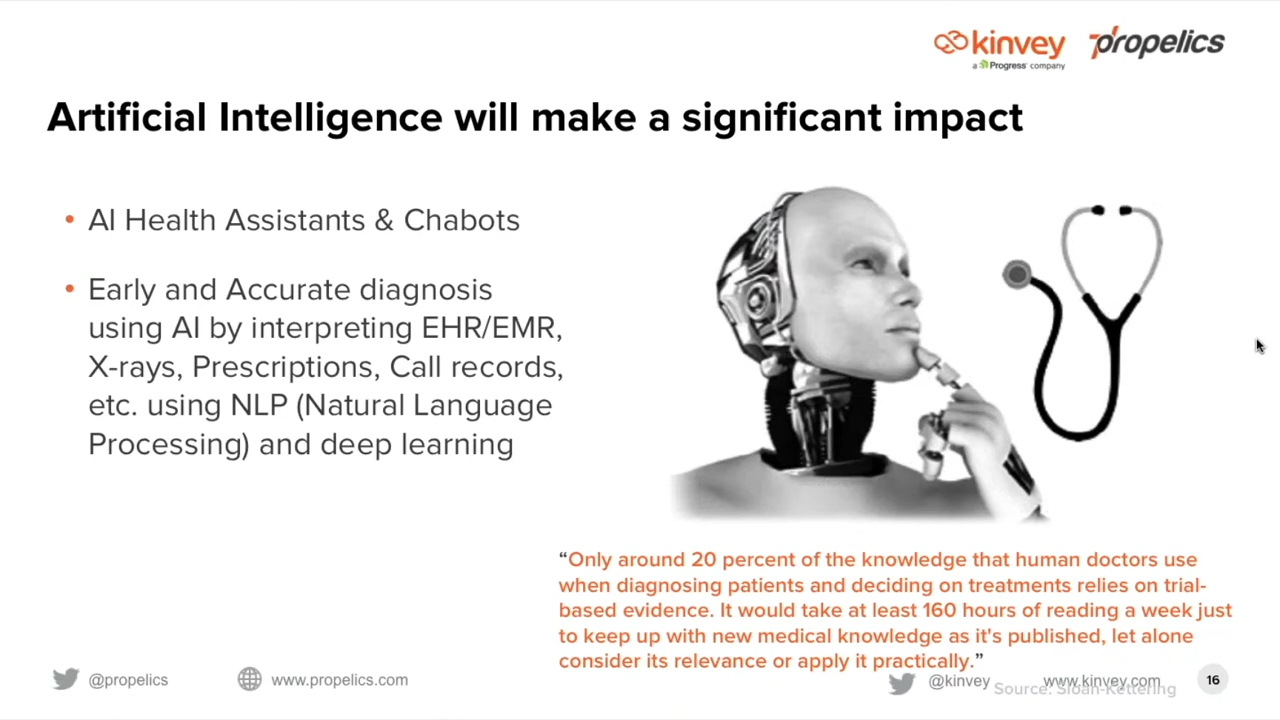 kinvey
a Progress company
propelics
Artificial Intelligence will make a significant impact
• AI Health Assistants & Chabots
• Early and Accurate diagnosis
using AI by interpreting EHR/EMR,
X-rays, Prescriptions, Call records,
etc. using NLP (Natural Language
Processing) and deep learning
“Only around 20 percent of the knowledge that human doctors use
when diagnosing patients and deciding on treatments relies on trial-
based evidence. It would take at least 160 hours of reading a week just
to keep up with new medical knowledge as it's published, let alone
consider its relevance or apply it practically.”
@propelics
www.propelics.com
@kinvey
www.kinvey.com
16
Source: Sloan-Kettering